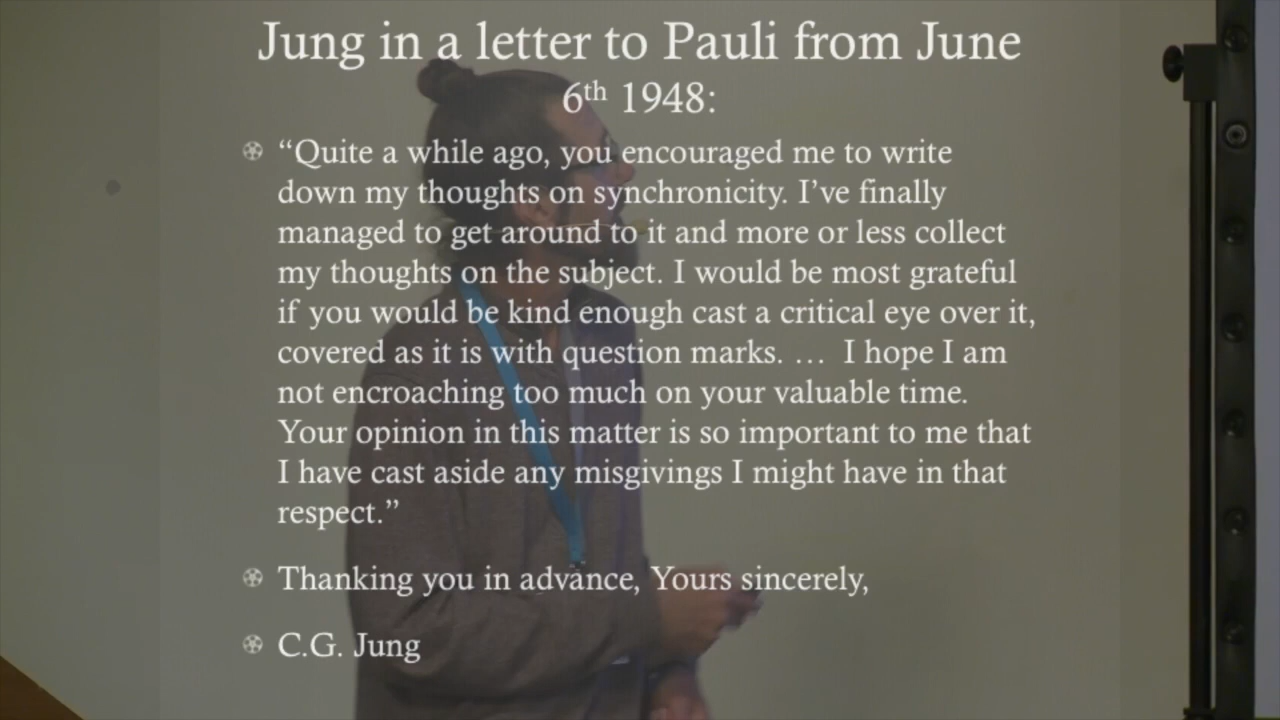 Jung in a letter to Pauli from June
6th 1948:
“Quite a while ago, you encouraged me to write
down my thoughts on synchronicity. I’ve finally
managed to get around to it and more or less collect
my thoughts on the subject. I would be most grateful
if you would be kind enough cast a critical eye over it,
covered as it is with question marks. … I hope I am
not encroaching too much on your valuable time.
Your opinion in this matter is so important to me that
I have cast aside any misgivings I might have in that
respect.”
Thanking you in advance, Yours sincerely,
C.G. Jung